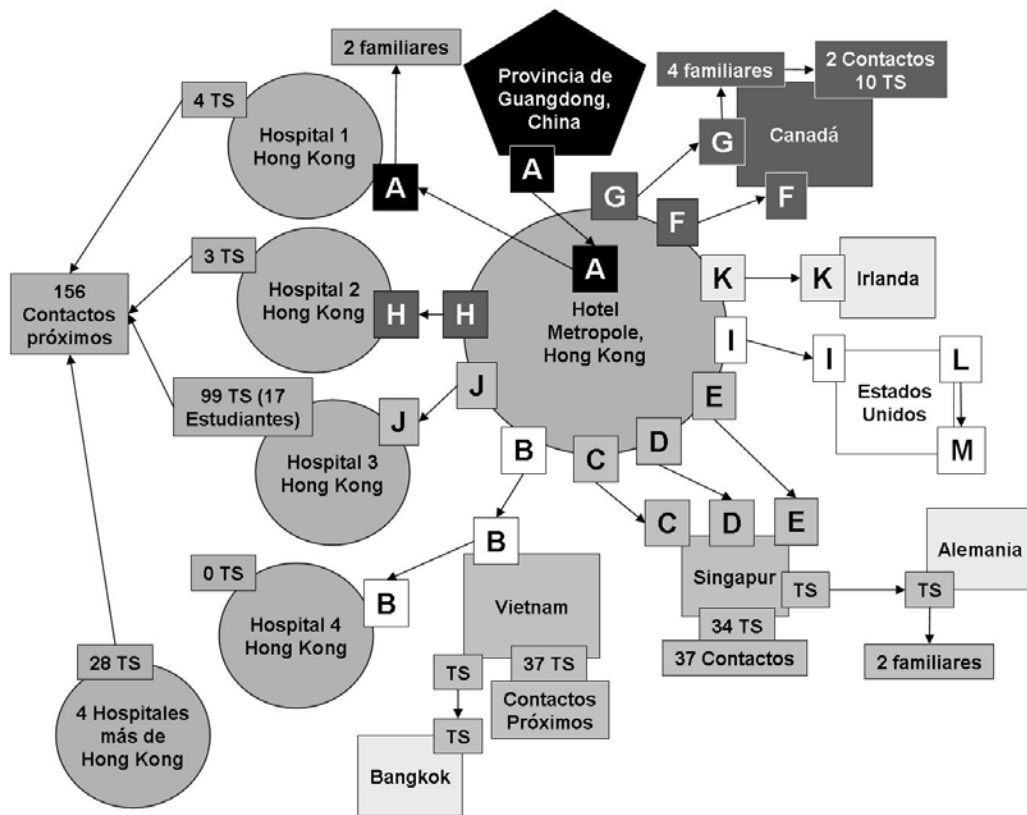 2 familiares
Provincia de
Guangdong,
China
A
4 familiares
2 Contactos
10 TS
4 TS
Hospital 1
Hong Kong
A
G
Canadá
F
G
F
A
Hotel
Metropole,
Hong Kong
K
K
Irlanda
3 TS
Hospital 2
Hong Kong
H
H
156
Contactos
próximos
I
I
L
Estados
Unidos
M
J
E
99 TS (17
Estudiantes)
J
Hospital 3
Hong Kong
B
C
D
C
D
E
Singapur
TS
TS
Alemania
34 TS
37 Contactos
2 familiares
B
Vietnam
0 TS
B
Hospital 4
Hong Kong
37 TS
Contactos
Próximos
TS
TS
Bangkok
28 TS
4 Hospitales
más de
Hong Kong